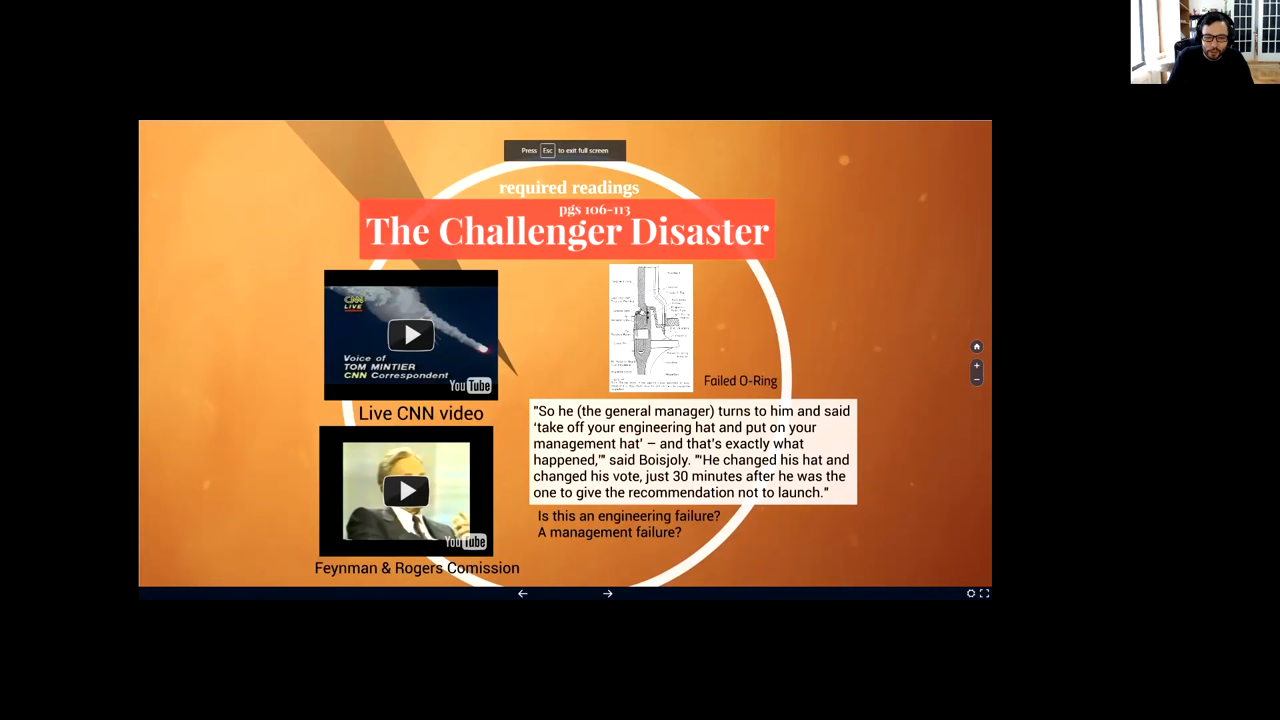 Press Esc to exit full screen
required readings
pgs 106-113
The Challenger Disaster
CNN
LIVE
Voice of
TOM MINTIER
CNN Correspondent
YouTube
Live CNN video
Failed O-Ring
"So he (the general manager) turns to him and said
‘take off your engineering hat and put on your
management hat’ – and that’s exactly what
happened,’" said Boisjoly. "‘He changed his hat and
changed his vote, just 30 minutes after he was the
one to give the recommendation not to launch."
Is this an engineering failure?
A management failure?
YouTube
Feynman & Rogers Comission